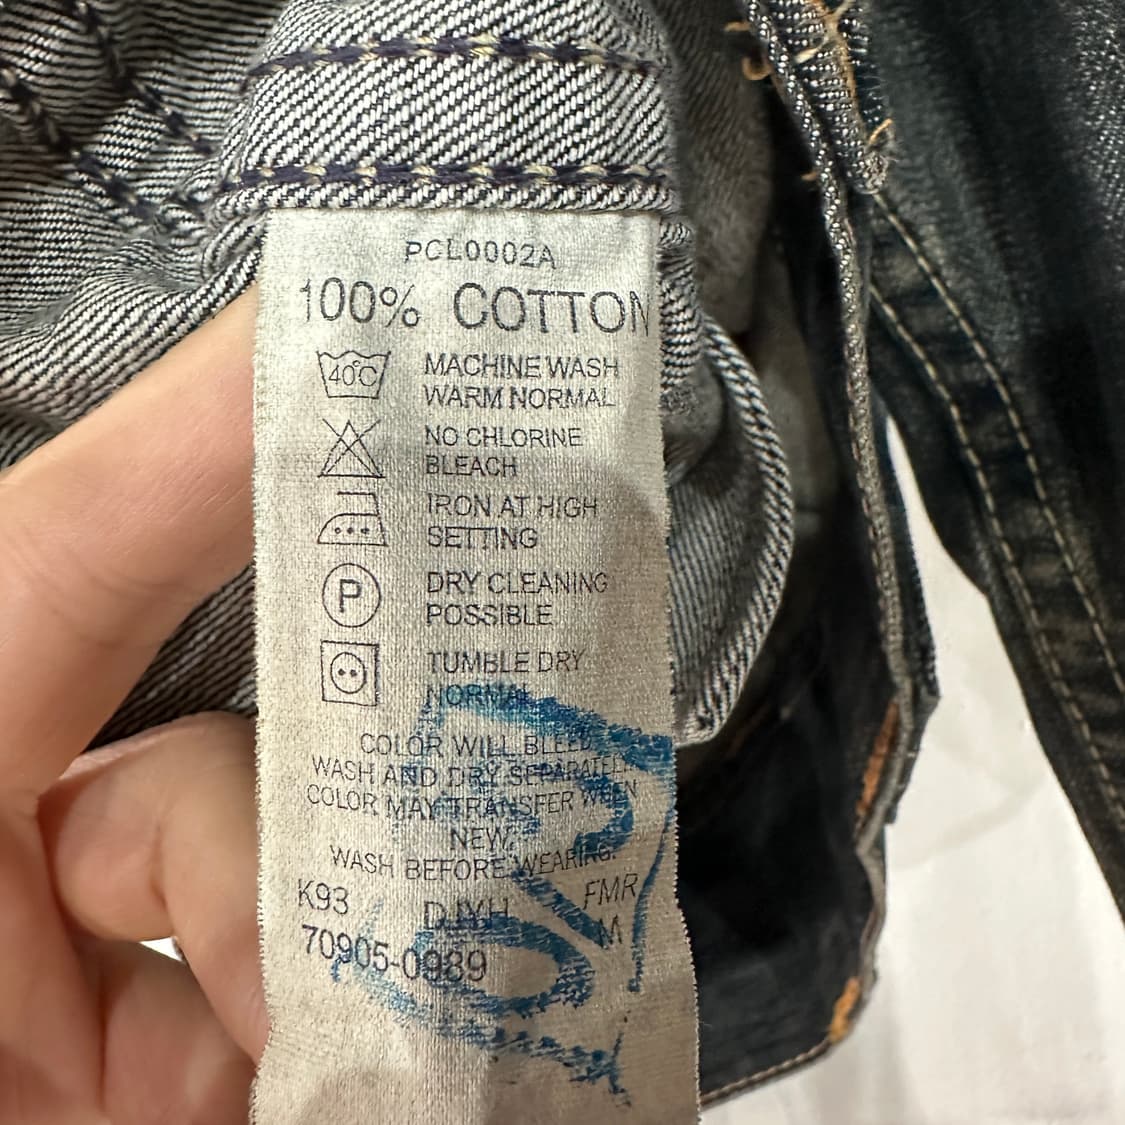 PCL0002A
100% COTTON
40°C MACHINE WASH
WARM NORMAL
NO CHLORINE
BLEACH
IRON AT HIGH
SETTING
P DRY CLEANING
POSSIBLE
TUMBLE DRY
NORMAL
COLOR WILL BLEED
WASH AND DRY SEPARATELY.
COLOR MAY TRANSFER WHEN
NEW.
WASH BEFORE WEARING.
K93 DJYH FMR
70905-0989 M